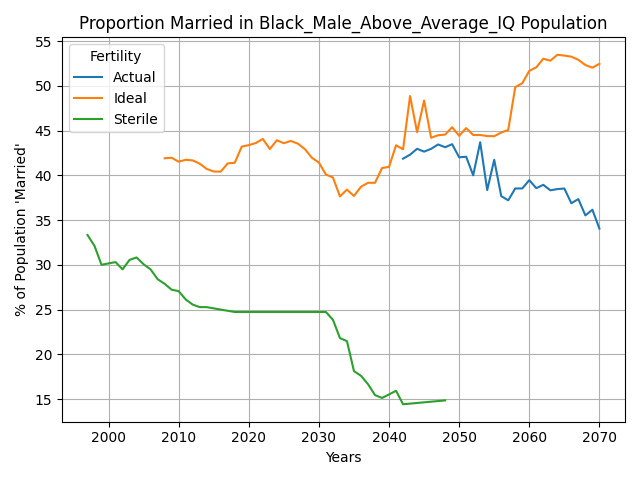 Proportion Married in Black_Male_Above_Average_IQ Population
% of Population 'Married'
55
50
45
40
35
30
25
20
15
Fertility
Actual
Ideal
Sterile
2000 2010 2020 2030 2040 2050 2060 2070
Years